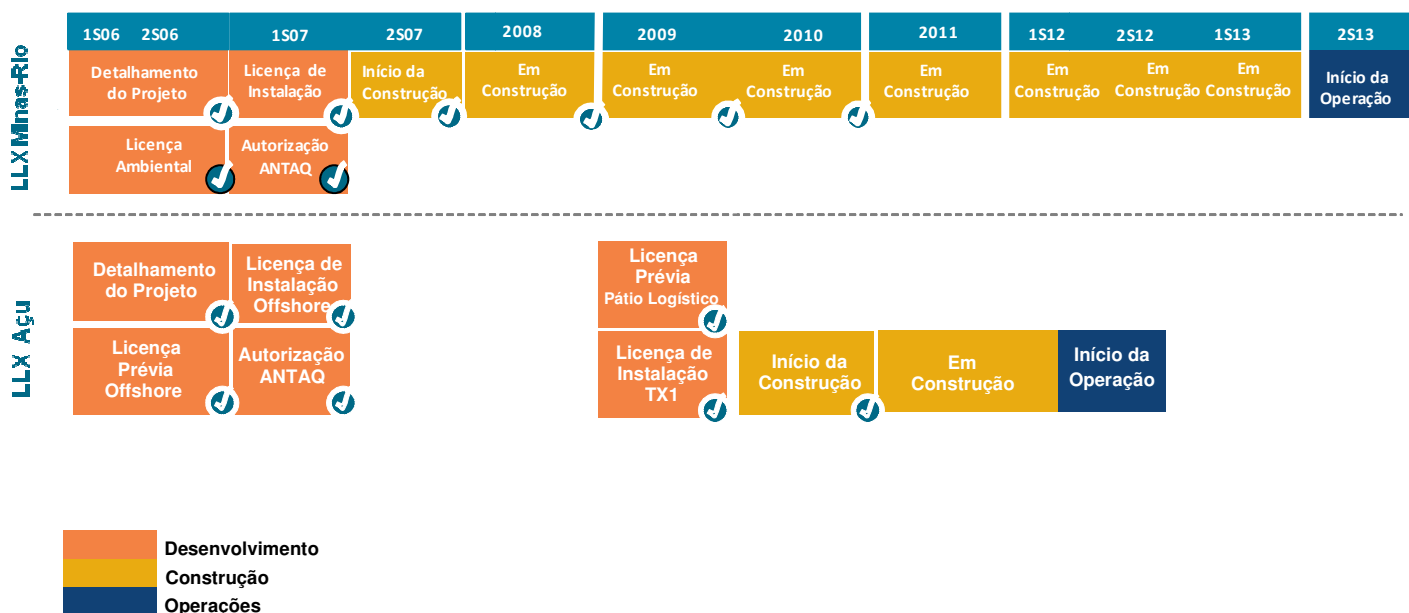 1S06 2S06 1S07 2S07 2008 2009 2010 2011 1S12 2S12 1S13 2S13
LLX Minas-Rio
Detalhamento
do Projeto
Licença de
Instalação
Início da
Construção
Em
Construção
Em
Construção
Em
Construção
Em
Construção
Em
Construção
Em
Construção
Em
Construção
Início da
Operação
Licença
Ambiental
Autorização
ANTAQ
LLX Açu
Detalhamento
do Projeto
Licença de
Instalação
Offshore
Licença
Prévia
Pátio Logístico
Licença
Prévia
Offshore
Autorização
ANTAQ
Licença de
Instalação
TX1
Início da
Construção
Em
Construção
Início da
Operação
Desenvolvimento
Construção
Operações